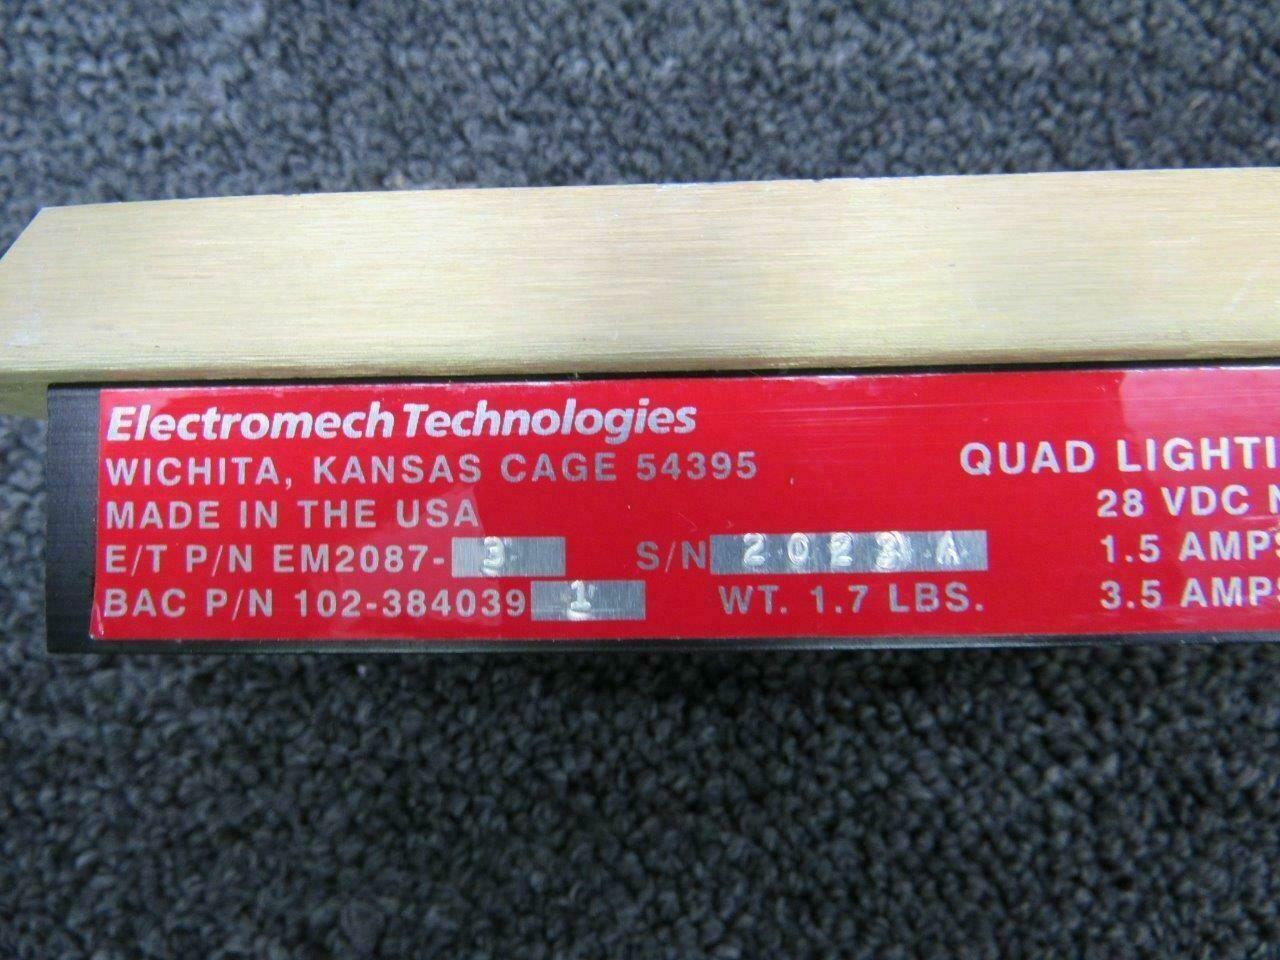 Electromech Technologies
WICHITA, KANSAS CAGE 54395
MADE IN THE USA
E/T P/N EM2087-3 S/N 2023A
BAC P/N 102-384039 1 WT. 1.7 LBS.
QUAD LIGHTI
28 VDC N
1.5 AMPS
3.5 AMPS